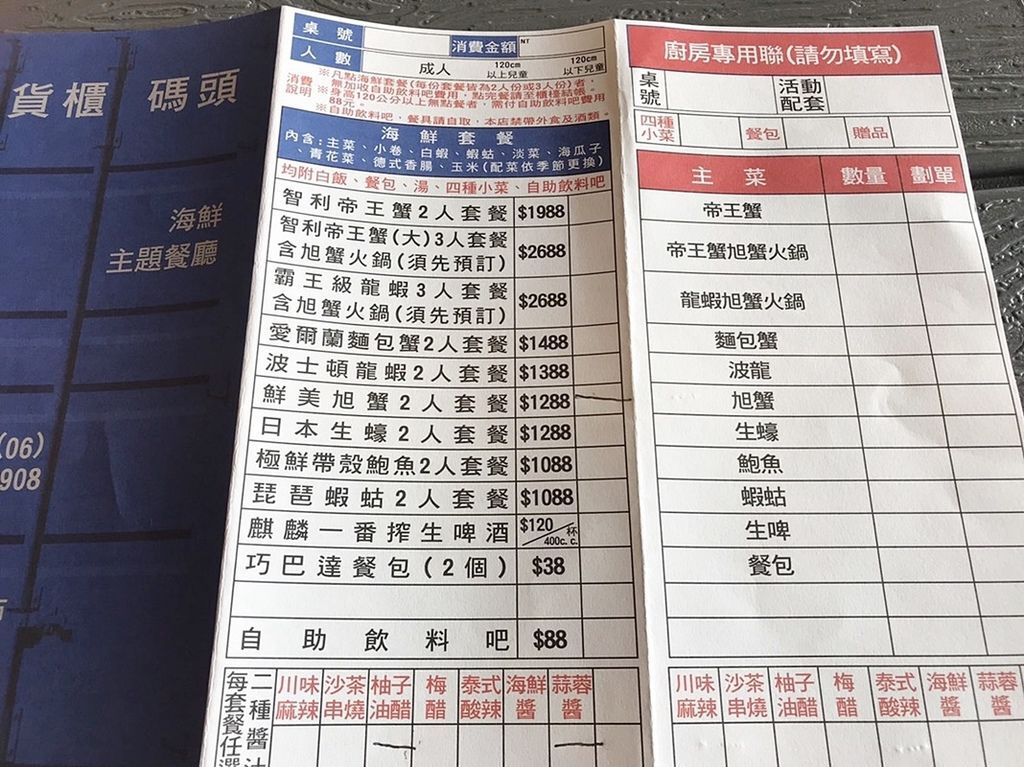 貨櫃 碼頭
海鮮
主題餐廳
(06)
908
桌號
消費金額 NT
人數
成人
120cm
以上兒童
120cm
以下兒童
消費說明
※凡點海鮮套餐(每份套餐皆為2人份或3人份)者,
無加收自助飲料吧費用,點完餐請至櫃檯結帳。
※身高120公分以上無點餐者,需付自助飲料吧費用
88元。
※自助飲料吧,餐具請自取,本店禁帶外食及酒類。
海鮮套餐
內含:主菜、小卷、白蝦、蝦蛄、淡菜、海瓜子
、青花菜、德式香腸、玉米(配菜依季節更換)
均附白飯、餐包、湯、四種小菜、自助飲料吧
智利帝王蟹2人套餐 $1988
智利帝王蟹(大)3人套餐
含旭蟹火鍋(須先預訂) $2688
霸王級龍蝦3人套餐
含旭蟹火鍋(須先預訂) $2688
愛爾蘭麵包蟹2人套餐 $1488
波士頓龍蝦2人套餐 $1388
鮮美旭蟹2人套餐 $1288
日本生蠔2人套餐 $1288
極鮮帶殼鮑魚2人套餐 $1088
琵琶蝦蛄2人套餐 $1088
麒麟一番搾生啤酒 $120/杯 400c.c.
巧巴達餐包(2個) $38
自助飲料吧 $88
每套餐任選
二種醬油
川味麻辣 沙茶串燒 柚子油醋 梅醋 泰式酸辣 海鮮醬 蒜蓉醬
廚房專用聯(請勿填寫)
桌號
活動配套
四種小菜
餐包
贈品
主菜 數量 劃單
帝王蟹
帝王蟹旭蟹火鍋
龍蝦旭蟹火鍋
麵包蟹
波龍
旭蟹
生蠔
鮑魚
蝦蛄
生啤
餐包
川味麻辣 沙茶串燒 柚子油醋 梅醋 泰式酸辣 海鮮醬 蒜蓉醬